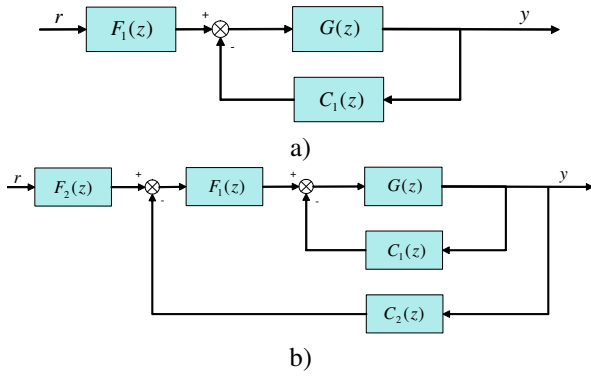 r F₁(z) + - G(z) y
C₁(z)
a)
r F₂(z) + - F₁(z) + - G(z) y
C₁(z)
C₂(z)
b)